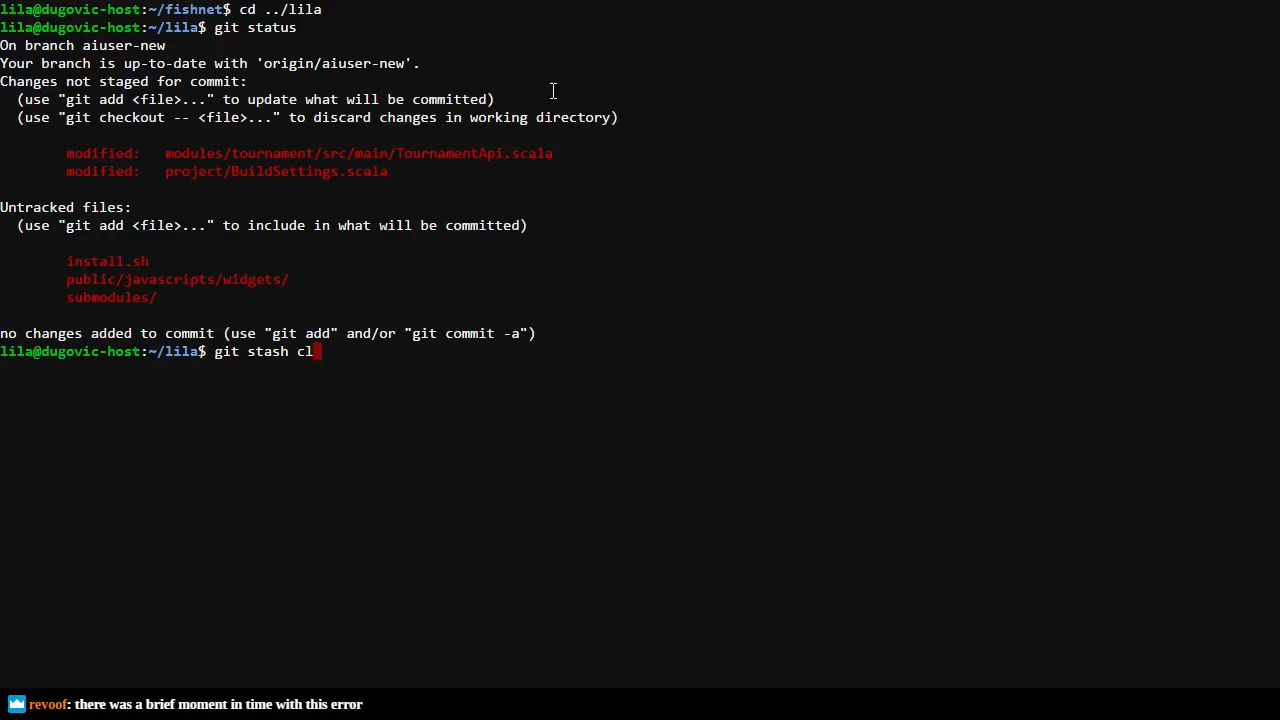 lila@dugovic-host:~/fishnet$ cd ../lila
lila@dugovic-host:~/lila$ git status
On branch aiuser-new
Your branch is up-to-date with 'origin/aiuser-new'.
Changes not staged for commit:
  (use "git add <file>..." to update what will be committed)
  (use "git checkout -- <file>..." to discard changes in working directory)
        modified:   modules/tournament/src/main/TournamentApi.scala
        modified:   project/BuildSettings.scala
Untracked files:
  (use "git add <file>..." to include in what will be committed)
        install.sh
        public/javascripts/widgets/
        submodules/
no changes added to commit (use "git add" and/or "git commit -a")
lila@dugovic-host:~/lila$ git stash cl
revoof: there was a brief moment in time with this error